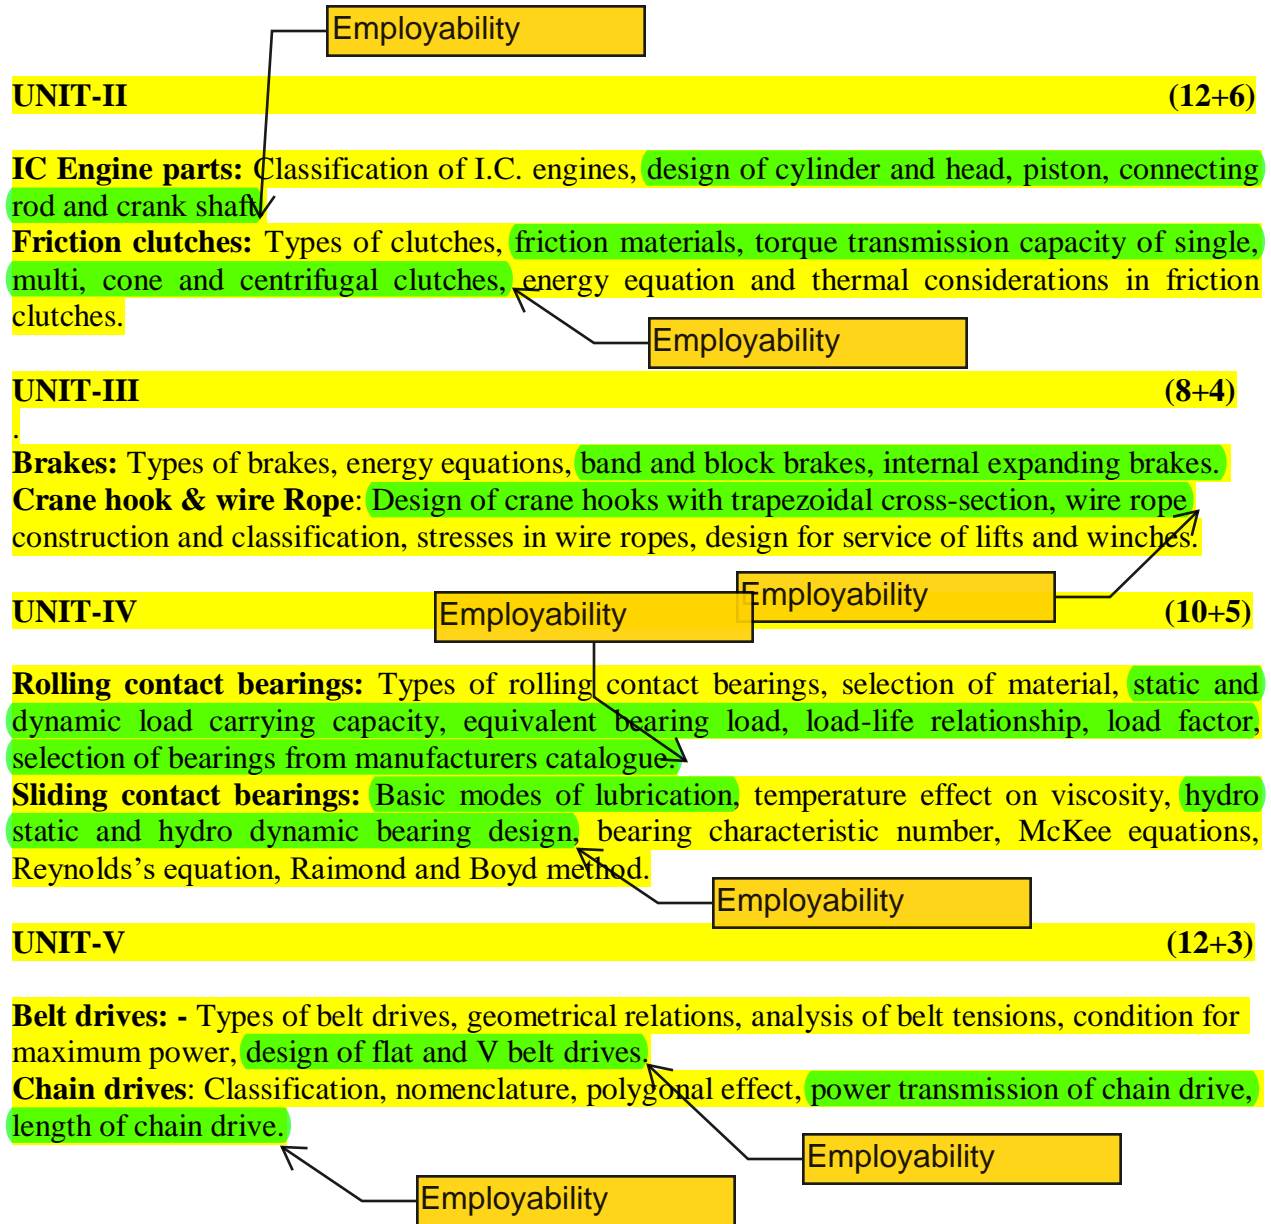 Employability
UNIT-II (12+6)
IC Engine parts: Classification of I.C. engines, design of cylinder and head, piston, connecting
rod and crank shaft.
Friction clutches: Types of clutches, friction materials, torque transmission capacity of single,
multi, cone and centrifugal clutches, energy equation and thermal considerations in friction
clutches.
Employability
UNIT-III (8+4)
.
Brakes: Types of brakes, energy equations, band and block brakes, internal expanding brakes.
Crane hook & wire Rope: Design of crane hooks with trapezoidal cross-section, wire rope
construction and classification, stresses in wire ropes, design for service of lifts and winches.
Employability
Employability
UNIT-IV (10+5)
Rolling contact bearings: Types of rolling contact bearings, selection of material, static and
dynamic load carrying capacity, equivalent bearing load, load-life relationship, load factor,
selection of bearings from manufacturers catalogue.
Sliding contact bearings: Basic modes of lubrication, temperature effect on viscosity, hydro
static and hydro dynamic bearing design, bearing characteristic number, McKee equations,
Reynolds’s equation, Raimond and Boyd method.
Employability
UNIT-V (12+3)
Belt drives: - Types of belt drives, geometrical relations, analysis of belt tensions, condition for
maximum power, design of flat and V belt drives.
Chain drives: Classification, nomenclature, polygonal effect, power transmission of chain drive,
length of chain drive.
Employability
Employability